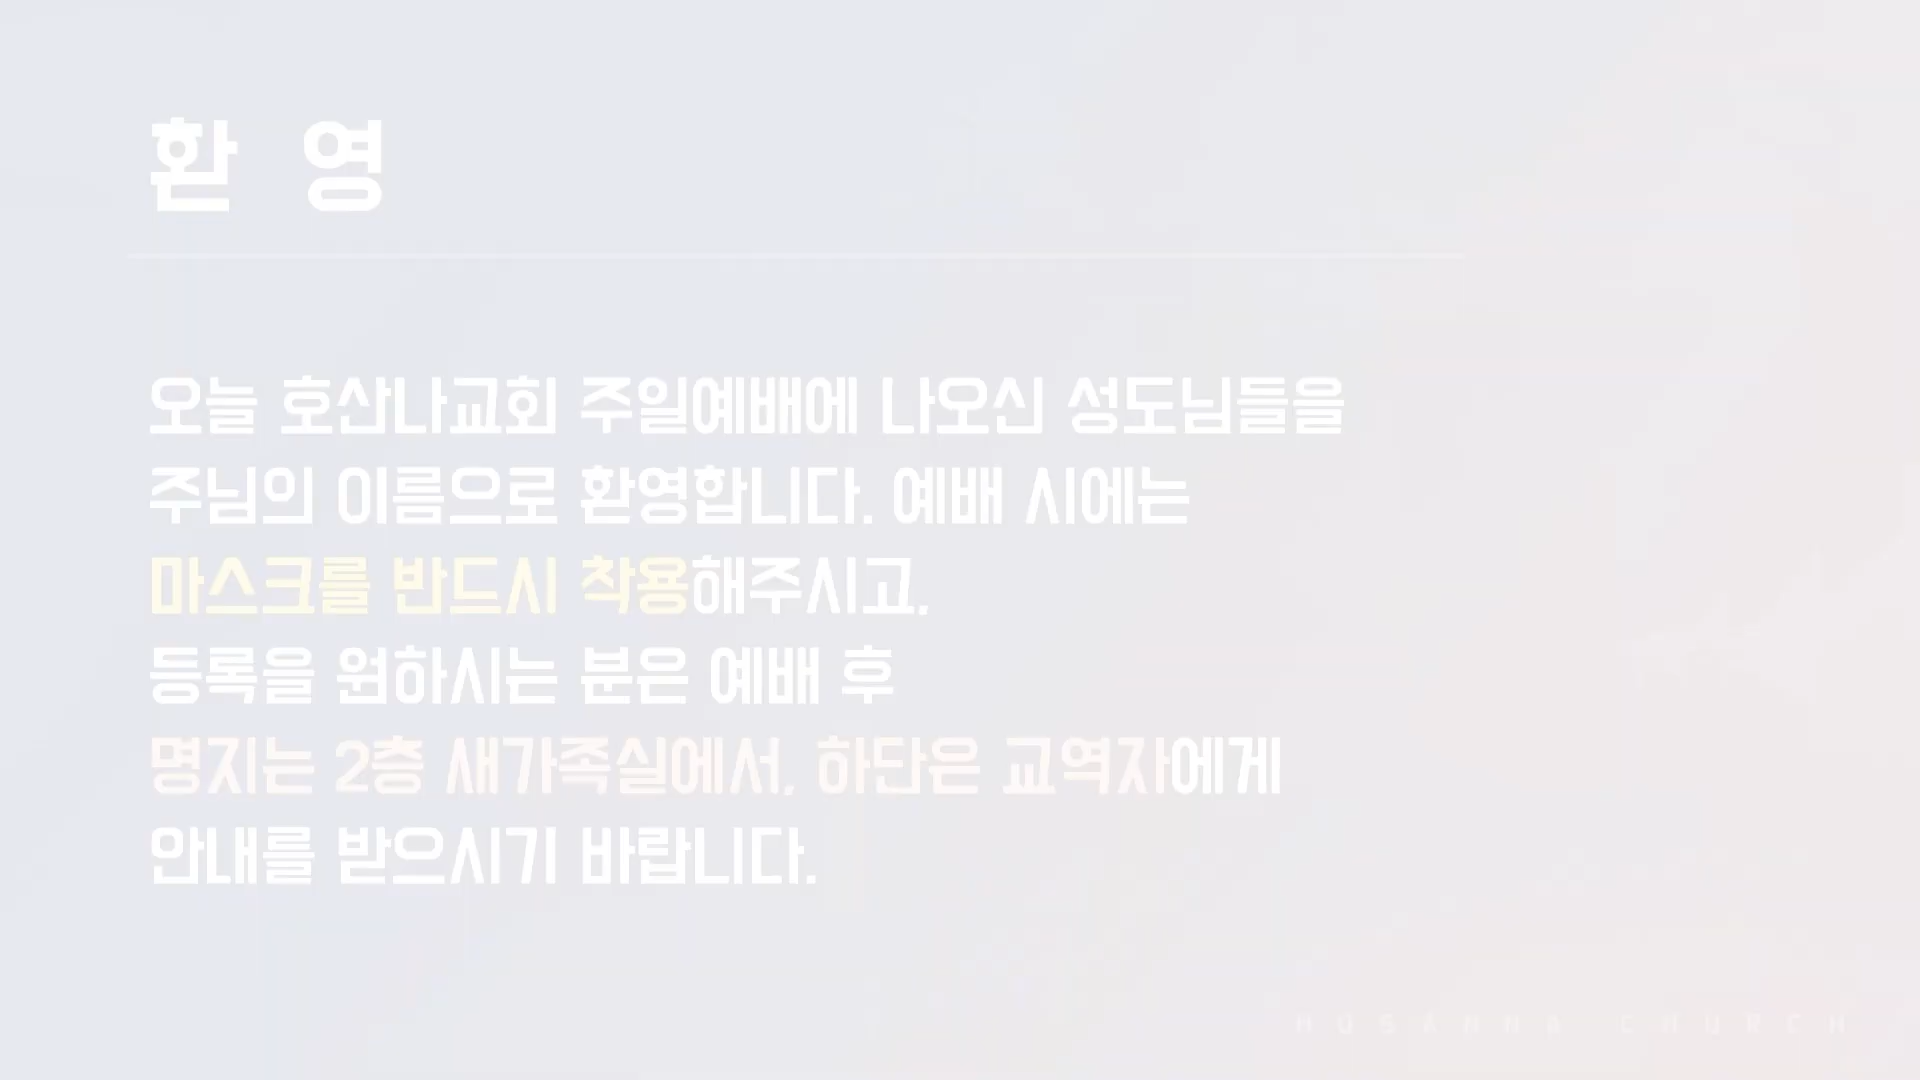 환 영
오늘 호산나교회 주일예배에 나오신 성도님들을
주님의 이름으로 환영합니다. 예배 시에는
마스크를 반드시 착용해주시고,
등록을 원하시는 분은 예배 후
명지는 2층 새가족실에서, 하단은 교역자에게
안내를 받으시기 바랍니다.
HOSANNA CHURCH